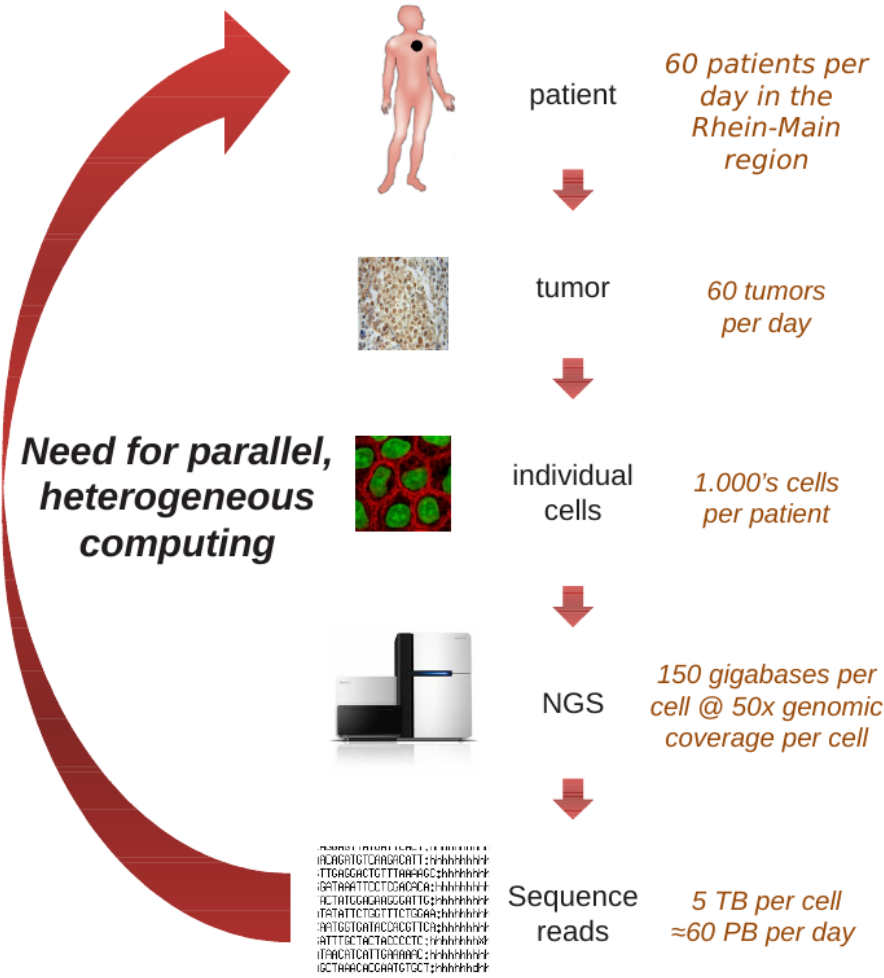 60 patients per
day in the
Rhein-Main
region
patient
tumor
60 tumors
per day
Need for parallel,
heterogeneous
computing
individual
cells
1.000's cells
per patient
NGS
150 gigabases per
cell @ 50x genomic
coverage per cell
Sequence
reads
5 TB per cell
≈60 PB per day